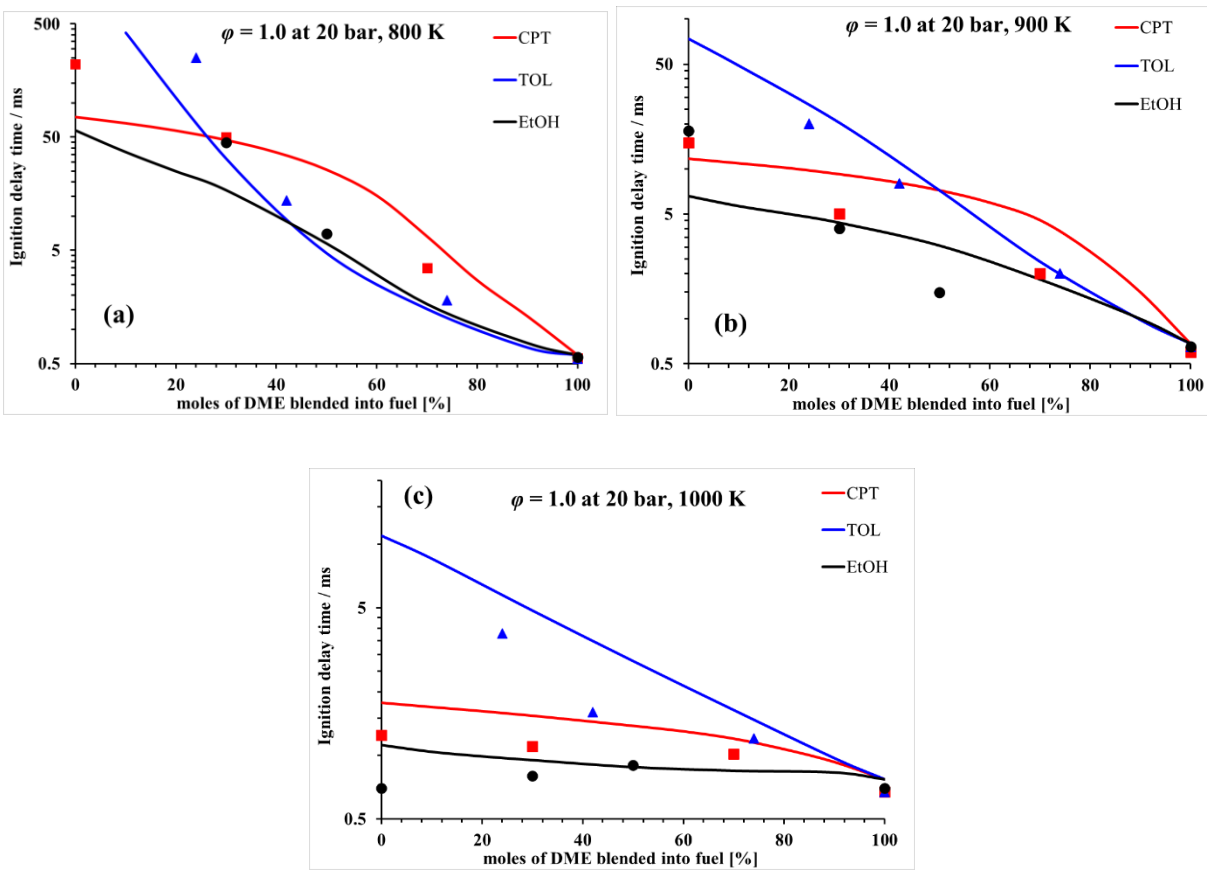 φ = 1.0 at 20 bar, 800 K
CPT
TOL
EtOH
(a)
Ignition delay time / ms
500
50
5
0.5
0
20
40
60
80
100
moles of DME blended into fuel [%]
φ = 1.0 at 20 bar, 900 K
CPT
TOL
EtOH
(b)
Ignition delay time / ms
50
5
0.5
0
20
40
60
80
100
moles of DME blended into fuel [%]
(c)
φ = 1.0 at 20 bar, 1000 K
CPT
TOL
EtOH
Ignition delay time / ms
5
0.5
0
20
40
60
80
100
moles of DME blended into fuel [%]